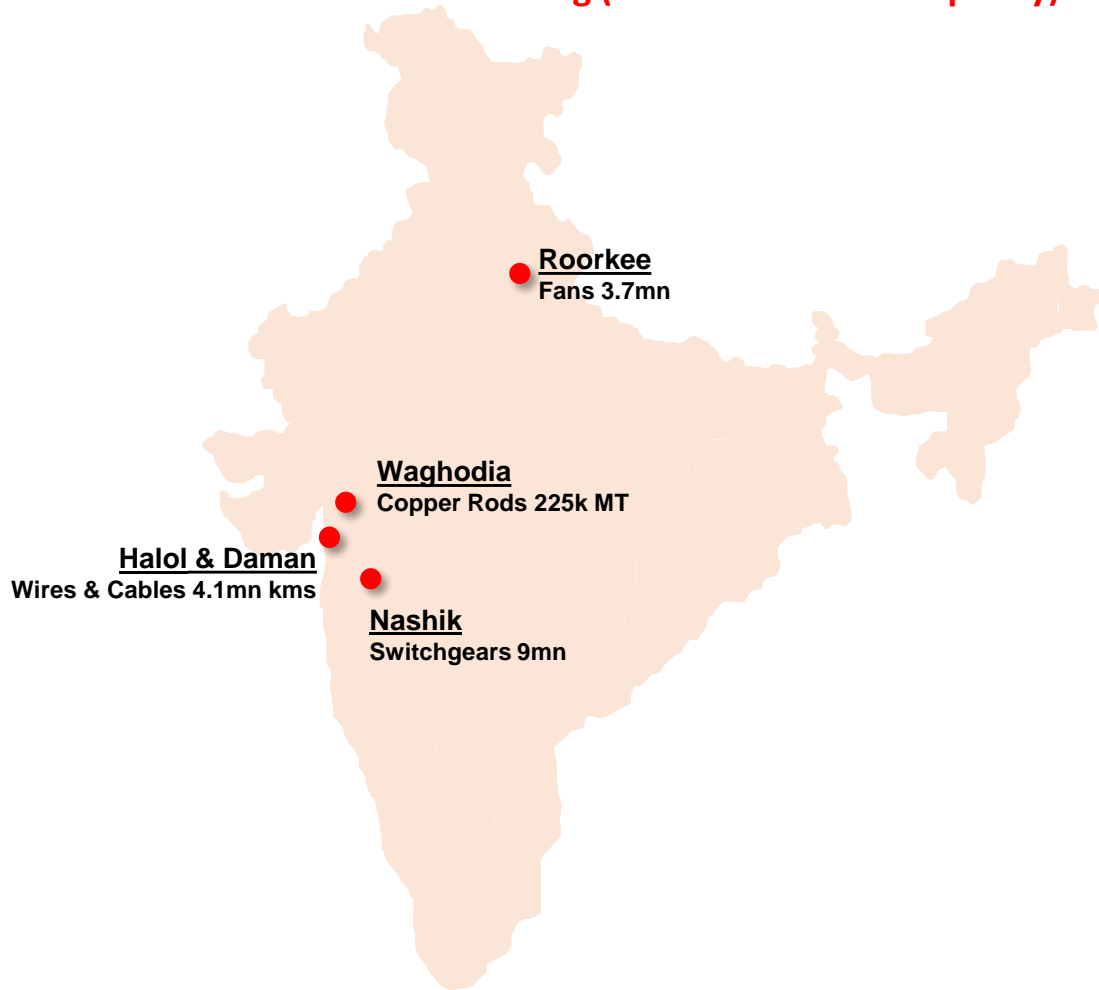 Roorkee
Fans 3.7mn
Waghodia
Copper Rods 225k MT
Halol & Daman
Wires & Cables 4.1mn kms
Nashik
Switchgears 9mn